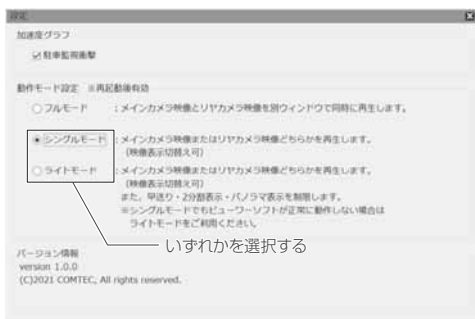 設定
加速度グラフ
駐車監視衝撃
動作モード設定 ※再起動後有効
フルモード :メインカメラ映像とリヤカメラ映像を別ウィンドウで同時に再生します。
シングルモード :メインカメラ映像またはリヤカメラ映像どちらかを再生します。
(映像表示切替え可)
ライトモード :メインカメラ映像またはリヤカメラ映像どちらかを再生します。
(映像表示切替え可)
また、早送り・2分割表示・パノラマ表示を制限します。
※シングルモードでもビューワーソフトが正常に動作しない場合は
ライトモードをご利用ください。
いずれかを選択する
バージョン情報
version 1.0.0
(C)2021 COMTEC, All rights reserved.